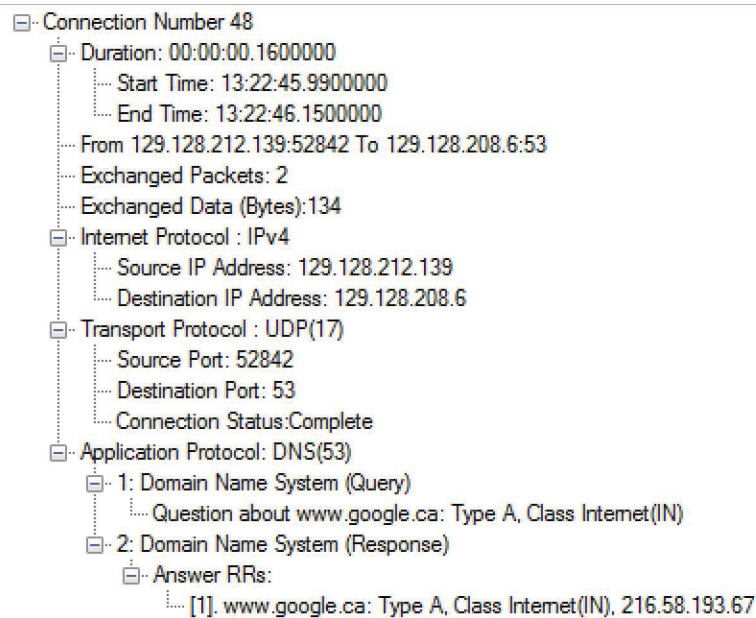 Connection Number 48
Duration: 00:00:00.1600000
Start Time: 13:22:45.9900000
End Time: 13:22:46.1500000
From 129.128.212.139:52842 To 129.128.208.6:53
Exchanged Packets: 2
Exchanged Data (Bytes):134
Internet Protocol : IPv4
Source IP Address: 129.128.212.139
Destination IP Address: 129.128.208.6
Transport Protocol : UDP(17)
Source Port: 52842
Destination Port: 53
Connection Status:Complete
Application Protocol: DNS(53)
1: Domain Name System (Query)
Question about www.google.ca: Type A, Class Internet(IN)
2: Domain Name System (Response)
Answer RRs:
[1]. www.google.ca: Type A, Class Internet(IN), 216.58.193.67